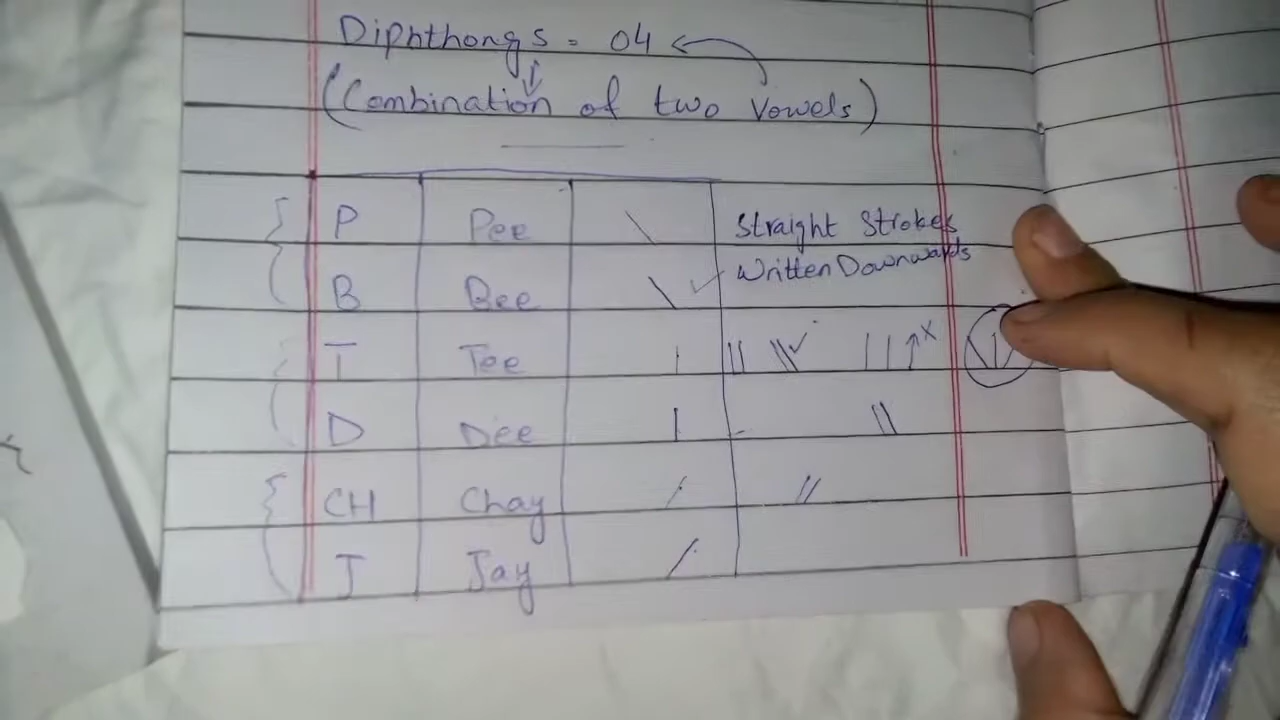 Diphthongs = 04
(Combination of two vowels)
P Pee \ Straight Strokes
B Bee \ ✓ Written Downwards
T Tee |
D Dee |
CH Chay /
J Jay /